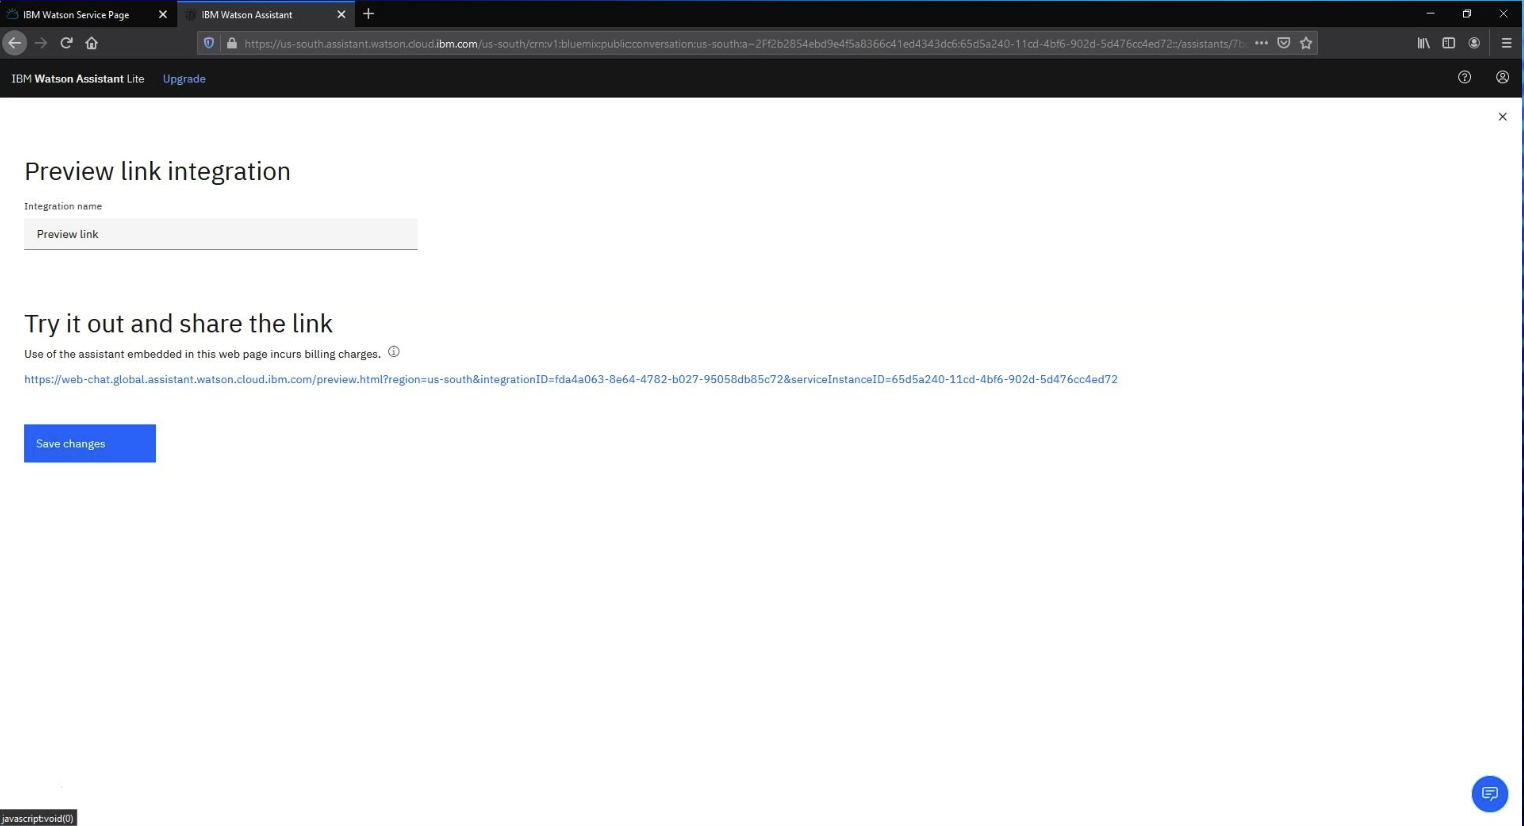 IBM Watson Service Page
IBM Watson Assistant
https://us-south.assistant.watson.cloud.ibm.com/us-south/crn:v1:bluemix:public:conversation:us-south:a~2Ff2b2854ebd9e4f5a8366c41ed4343dc6:65d5a240-11cd-4bf6-902d-5d476cc4ed72::/assistants/7b
IBM Watson Assistant Lite Upgrade
Preview link integration
Integration name
Preview link
Try it out and share the link
Use of the assistant embedded in this web page incurs billing charges.
https://web-chat.global.assistant.watson.cloud.ibm.com/preview.html?region=us-south&integrationID=fda4a063-8e64-4782-b027-95058db85c72&serviceInstanceID=65d5a240-11cd-4bf6-902d-5d476cc4ed72
Save changes
javascript:void(0)